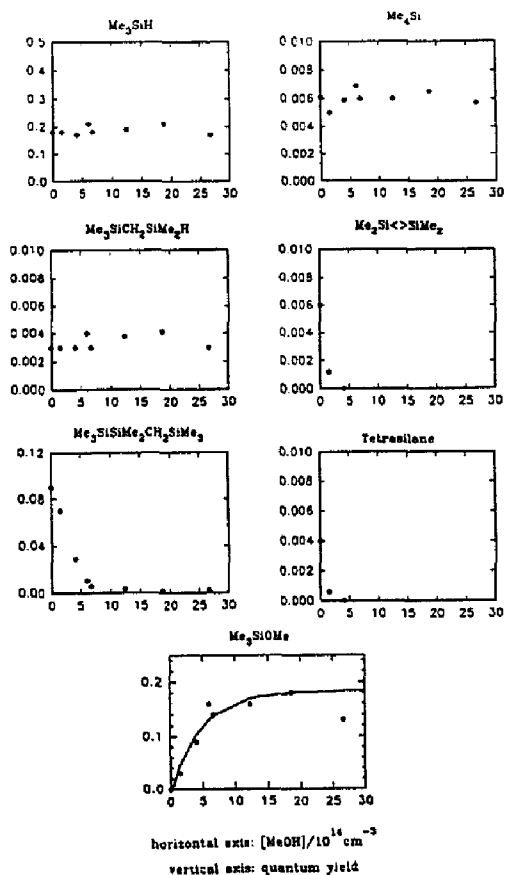 Me₃SiH
0.5
0.4
0.3
0.2
0.1
0.0
0 5 10 15 20 25 30
Me₄Si
0.010
0.008
0.006
0.004
0.002
0.000
0 5 10 15 20 25 30
Me₃SiCH₂SiMe₂H
0.010
0.008
0.006
0.004
0.002
0.000
0 5 10 15 20 25 30
Me₂Si<>SiMe₂
0.010
0.008
0.006
0.004
0.002
0.000
0 5 10 15 20 25 30
Me₃SiSiMe₂CH₂SiMe₃
0.12
0.08
0.04
0.00
0 5 10 15 20 25 30
Tetrasilane
0.010
0.008
0.006
0.004
0.002
0.000
0 5 10 15 20 25 30
Me₃SiOMe
0.2
0.1
0.0
0 5 10 15 20 25 30
horizontal axis: [MeOH]/10¹⁴cm⁻³
vertical axis: quantum yield